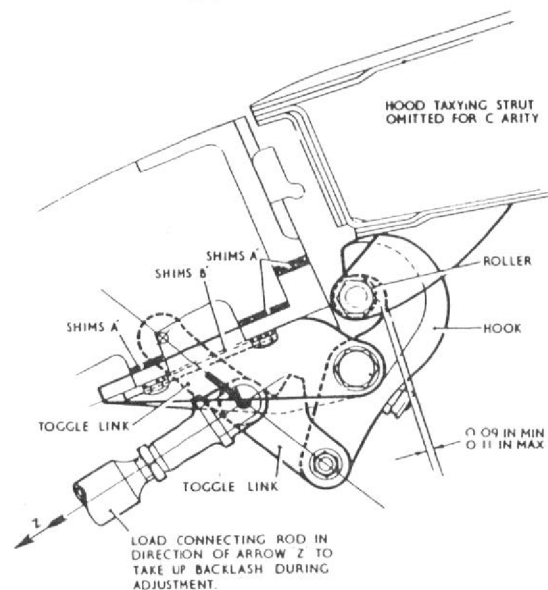 HOOD TAXYING STRUT
OMITTED FOR C ARITY
SHIMS A'
SHIMS B'
ROLLER
SHIMS A'
HOOK
TOGGLE LINK
0.09 IN MIN
0.11 IN MAX
TOGGLE LINK
Z
LOAD CONNECTING ROD IN
DIRECTION OF ARROW Z TO
TAKE UP BACKLASH DURING
ADJUSTMENT.